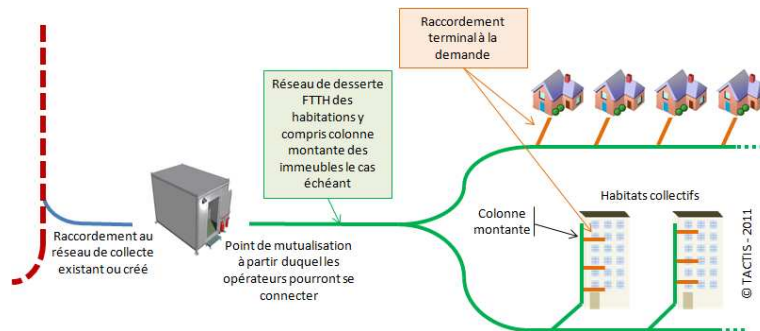 Raccordement
terminal à la
demande
Réseau de desserte
FTTH des
habitations y
compris colonne
montante des
immeubles le cas
échéant
Raccordement au
réseau de collecte
existant ou créé
Point de mutualisation
à partir duquel les
opérateurs pourront se
connecter
Colonne
montante
Habitats collectifs
© TACTIS - 2011